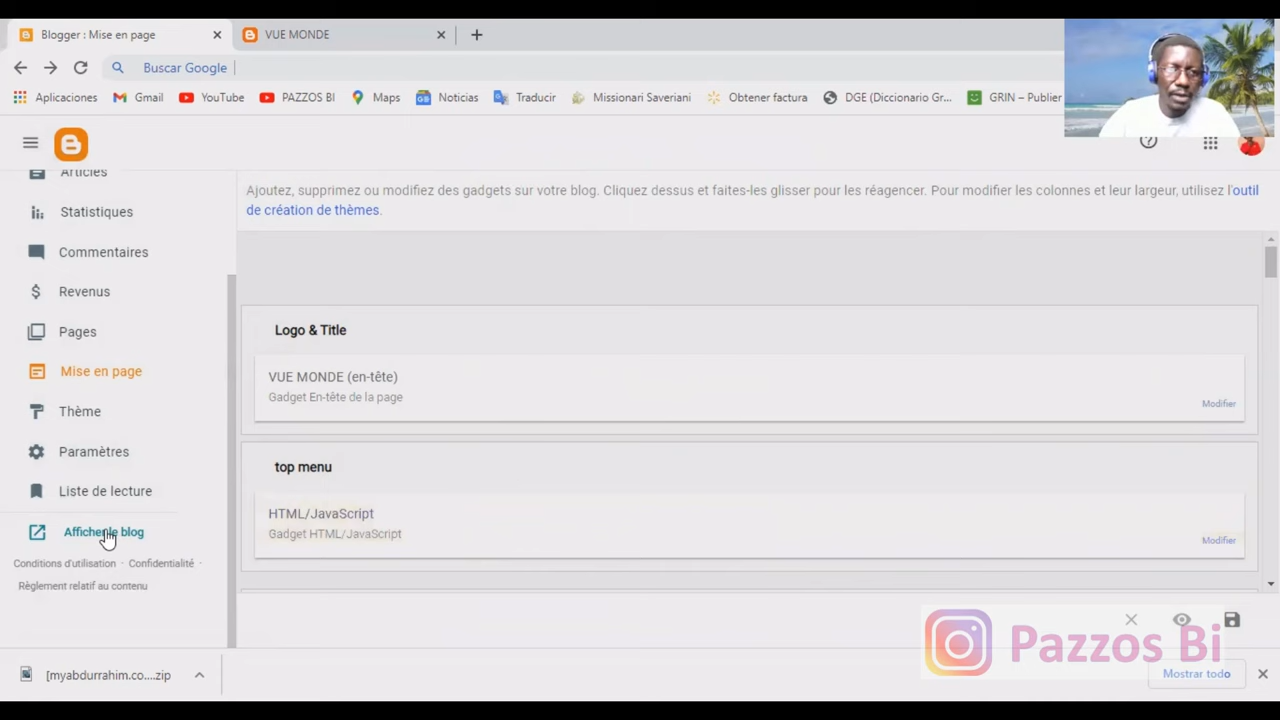 Blogger : Mise en page
VUE MONDE
Buscar Google
Aplicaciones
Gmail
YouTube
PAZZOS BI
Maps
Noticias
Traducir
Missionari Saveriani
Obtener factura
DGE (Diccionario Gr...
GRIN – Publier
Articles
Statistiques
Commentaires
Revenus
Pages
Mise en page
Thème
Paramètres
Liste de lecture
Afficher le blog
Conditions d'utilisation · Confidentialité ·
Règlement relatif au contenu
Ajoutez, supprimez ou modifiez des gadgets sur votre blog. Cliquez dessus et faites-les glisser pour les réagencer. Pour modifier les colonnes et leur largeur, utilisez l'outil
de création de thèmes.
Logo & Title
VUE MONDE (en-tête)
Gadget En-tête de la page
Modifier
top menu
HTML/JavaScript
Gadget HTML/JavaScript
Modifier
Pazzos Bi
[myabdurrahim.co....zip
Mostrar todo